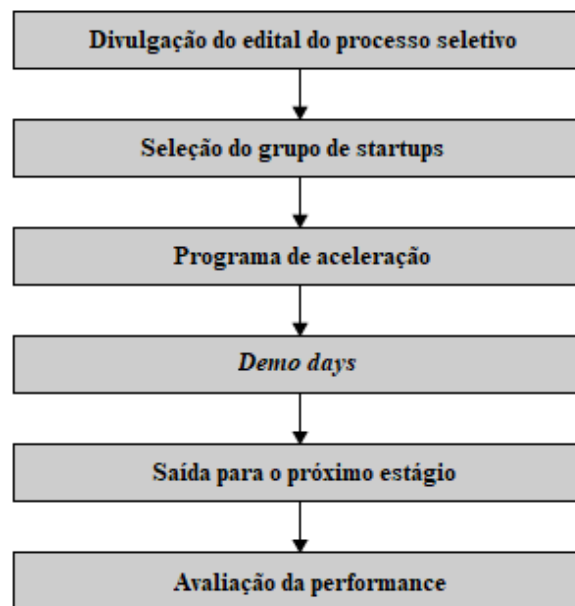 Divulgação do edital do processo seletivo
Seleção do grupo de startups
Programa de aceleração
Demo days
Saída para o próximo estágio
Avaliação da performance